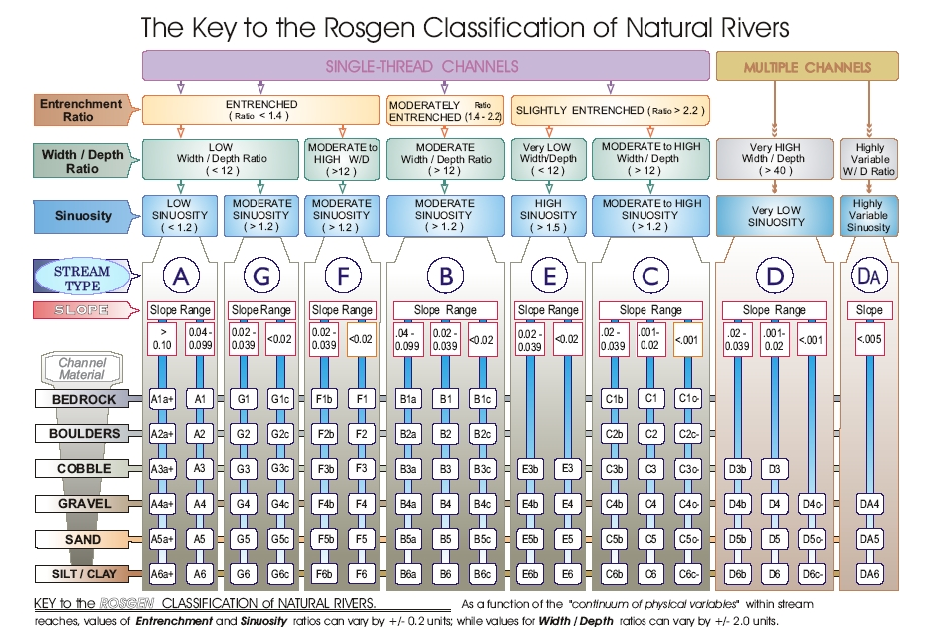 The Key to the Rosgen Classification of Natural Rivers
SINGLE-THREAD CHANNELS MULTIPLE CHANNELS
Entrenchment Ratio
ENTRENCHED ( Ratio < 1.4 )
MODERATELY ENTRENCHED Ratio (1.4 - 2.2)
SLIGHTLY ENTRENCHED ( Ratio > 2.2 )
Width / Depth Ratio
LOW Width / Depth Ratio ( < 12 )
MODERATE to HIGH W/D ( >12 )
MODERATE Width / Depth Ratio ( > 12 )
Very LOW Width/Depth ( < 12 )
MODERATE to HIGH Width / Depth ( > 12 )
Very HIGH Width / Depth ( > 40 )
Highly Variable W / D Ratio
Sinuosity
LOW SINUOSITY ( < 1.2 )
MODERATE SINUOSITY ( > 1.2 )
MODERATE SINUOSITY ( > 1.2 )
MODERATE SINUOSITY ( > 1.2 )
HIGH SINUOSITY ( > 1.5 )
MODERATE to HIGH SINUOSITY ( > 1.2 )
Very LOW SINUOSITY
Highly Variable Sinuosity
STREAM TYPE A G F B E C D DA
SLOPE Slope Range Slope Range Slope Range Slope Range Slope Range Slope Range Slope Range Slope
> 0.10 0.04 - 0.099 0.02 - 0.039 <0.02 0.02 - 0.039 <0.02 .04 - 0.099 0.02 - 0.039 <0.02 0.02 - 0.039 <0.02 .02 - 0.039 .001- 0.02 <.001 .02 - 0.039 .001- 0.02 <.001 <.005
Channel Material
BEDROCK A1a+ A1 G1 G1c F1b F1 B1a B1 B1c C1b C1 C1c-
BOULDERS A2a+ A2 G2 G2c F2b F2 B2a B2 B2c C2b C2 C2c-
COBBLE A3a+ A3 G3 G3c F3b F3 B3a B3 B3c E3b E3 C3b C3 C3c- D3b D3
GRAVEL A4a+ A4 G4 G4c F4b F4 B4a B4 B4c E4b E4 C4b C4 C4c- D4b D4 D4c- DA4
SAND A5a+ A5 G5 G5c F5b F5 B5a B5 B5c E5b E5 C5b C5 C5c- D5b D5 D5c- DA5
SILT / CLAY A6a+ A6 G6 G6c F6b F6 B6a B6 B6c E6b E6 C6b C6 C6c- D6b D6 D6c- DA6
KEY to the ROSGEN CLASSIFICATION of NATURAL RIVERS. As a function of the "continuum of physical variables" within stream
reaches, values of Entrenchment and Sinuosity ratios can vary by +/- 0.2 units; while values for Width / Depth ratios can vary by +/- 2.0 units.